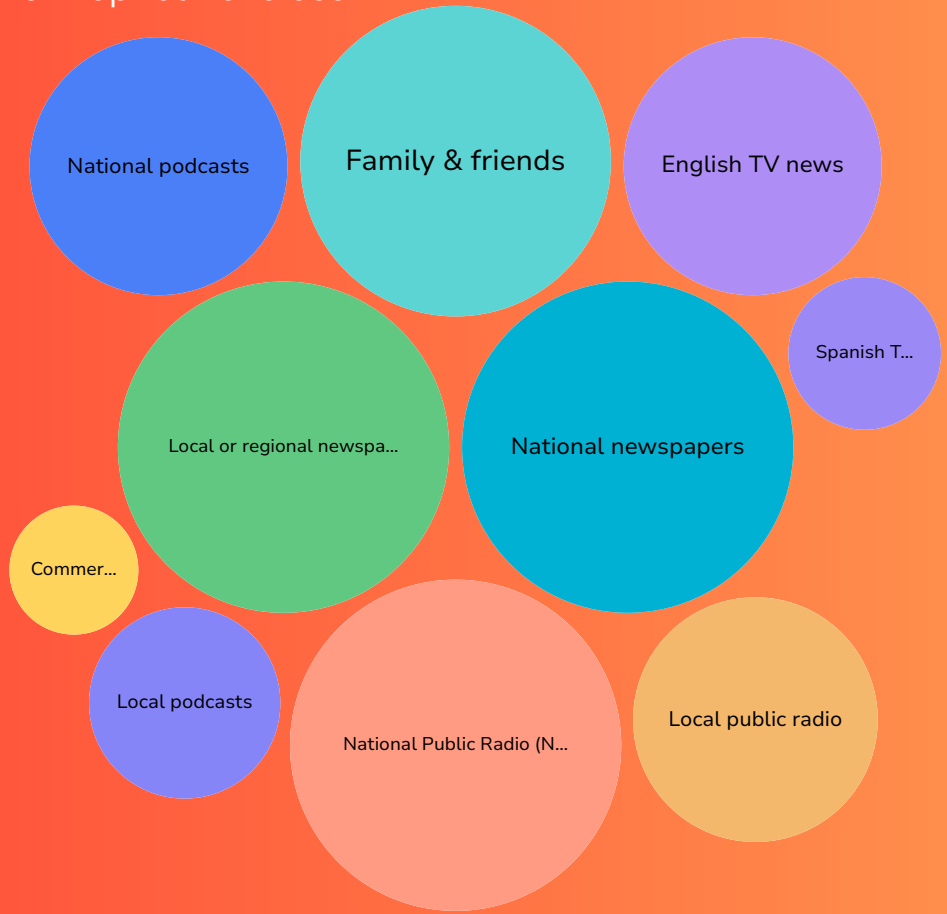 National podcasts
Family & friends
English TV news
Spanish T...
Local or regional newspa...
National newspapers
Commer...
Local podcasts
National Public Radio (N...
Local public radio